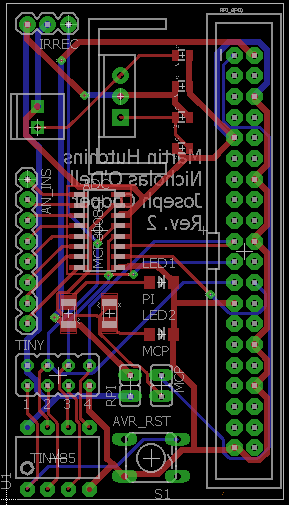 RPI_GPIO
IRREC
Martin Hutchins
Nicholas O'Dell
Joseph Cooper
Rev. 2
AN_INS
ADC
MCP3008
LED1
PI
LED2
MCP
TINY
1 2 3 4
RPI
MCP
AVR_RST
TINY85
U1
S1